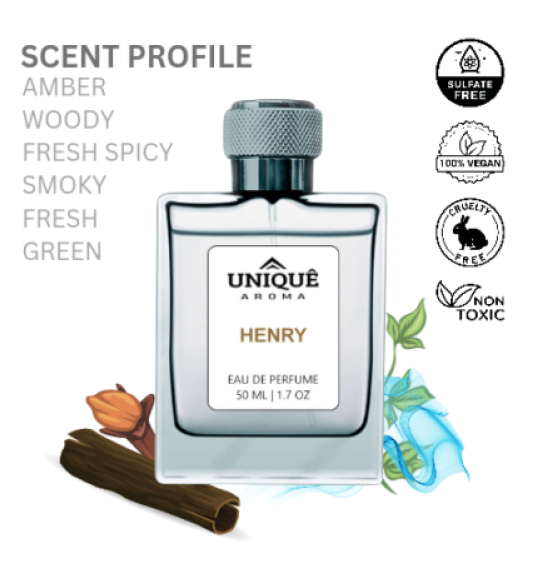 SCENT PROFILE
AMBER
WOODY
FRESH SPICY
SMOKY
FRESH
GREEN
UNIQUÊ
AROMA
HENRY
EAU DE PERFUME
50 ML | 1.7 OZ
SULFATE
FREE
100% VEGAN
CRUELTY
FREE
NON
TOXIC